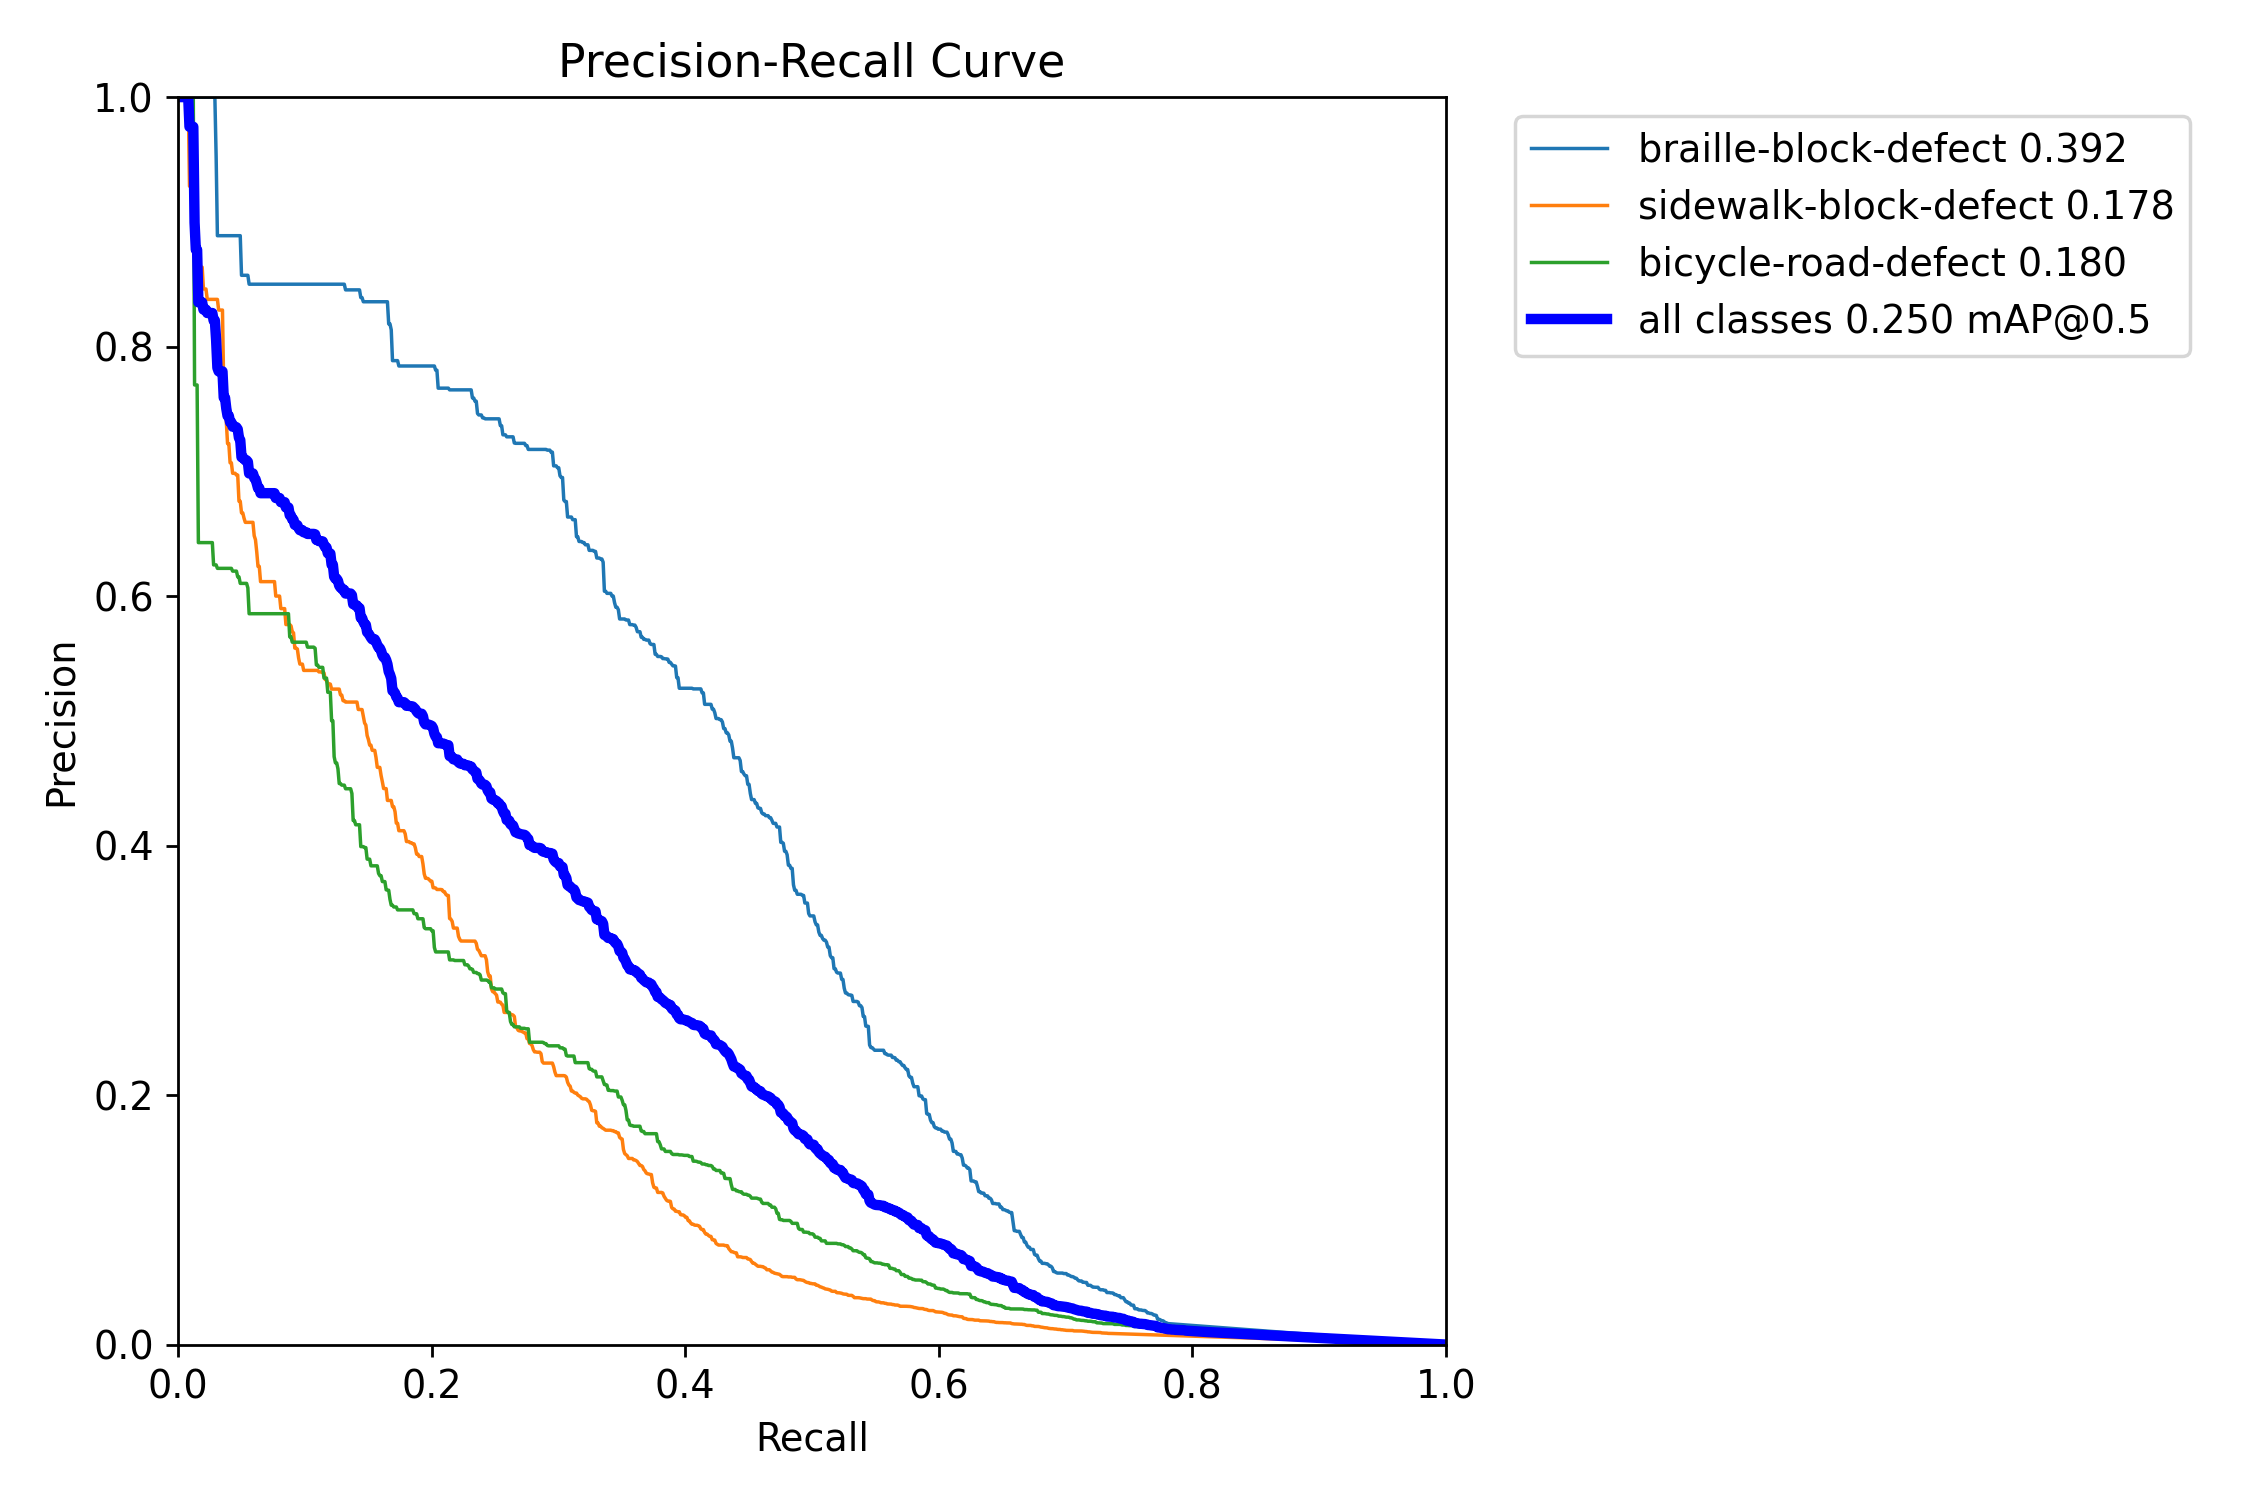 Precision-Recall Curve
1.0
0.8
0.6
0.4
0.2
0.0
Precision
0.0 0.2 0.4 0.6 0.8 1.0
Recall
braille-block-defect 0.392
sidewalk-block-defect 0.178
bicycle-road-defect 0.180
all classes 0.250 mAP@0.5